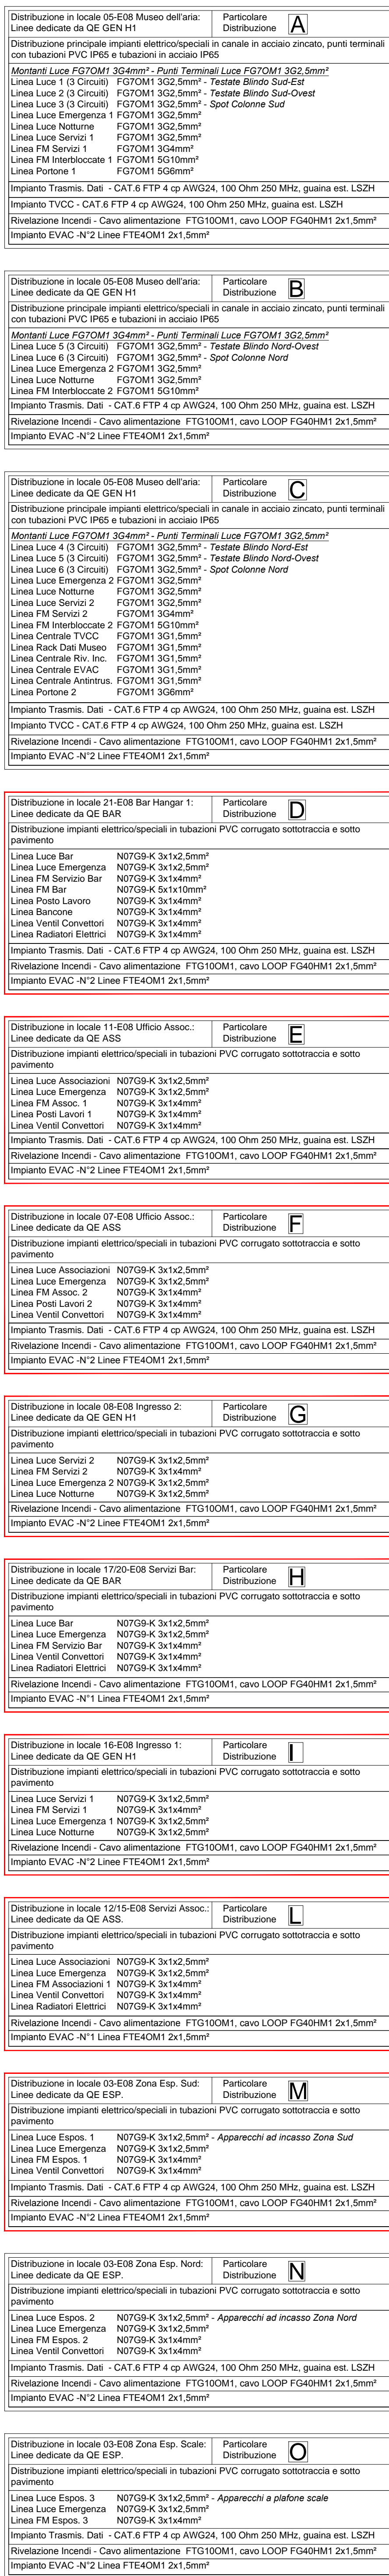 Distribuzione in locale 05-E08 Museo dell'aria: Particolare
Linee dedicate da QE GEN H1 Distribuzione A
Distribuzione principale impianti elettrico/speciali in canale in acciaio zincato, punti terminali
con tubazioni PVC IP65 e tubazioni in acciaio IP65
Montanti Luce FG7OM1 3G4mm² - Punti Terminali Luce FG7OM1 3G2,5mm²
Linea Luce 1 (3 Circuiti) FG7OM1 3G2,5mm² - Testate Blindo Sud-Est
Linea Luce 2 (3 Circuiti) FG7OM1 3G2,5mm² - Testate Blindo Sud-Ovest
Linea Luce 3 (3 Circuiti) FG7OM1 3G2,5mm² - Spot Colonne Sud
Linea Luce Emergenza 1 FG7OM1 3G2,5mm²
Linea Luce Notturne FG7OM1 3G2,5mm²
Linea Luce Servizi 1 FG7OM1 3G2,5mm²
Linea FM Servizi 1 FG7OM1 3G4mm²
Linea FM Interbloccate 1 FG7OM1 5G10mm²
Linea Portone 1 FG7OM1 5G6mm²
Impianto Trasmis. Dati - CAT.6 FTP 4 cp AWG24, 100 Ohm 250 MHz, guaina est. LSZH
Impianto TVCC - CAT.6 FTP 4 cp AWG24, 100 Ohm 250 MHz, guaina est. LSZH
Rivelazione Incendi - Cavo alimentazione FTG10OM1, cavo LOOP FG40HM1 2x1,5mm²
Impianto EVAC -N°2 Linee FTE4OM1 2x1,5mm²
Distribuzione in locale 05-E08 Museo dell'aria: Particolare
Linee dedicate da QE GEN H1 Distribuzione B
Distribuzione principale impianti elettrico/speciali in canale in acciaio zincato, punti terminali
con tubazioni PVC IP65 e tubazioni in acciaio IP65
Montanti Luce FG7OM1 3G4mm² - Punti Terminali Luce FG7OM1 3G2,5mm²
Linea Luce 5 (3 Circuiti) FG7OM1 3G2,5mm² - Testate Blindo Nord-Ovest
Linea Luce 6 (3 Circuiti) FG7OM1 3G2,5mm² - Spot Colonne Nord
Linea Luce Emergenza 2 FG7OM1 3G2,5mm²
Linea Luce Notturne FG7OM1 3G2,5mm²
Linea FM Interbloccate 2 FG7OM1 5G10mm²
Impianto Trasmis. Dati - CAT.6 FTP 4 cp AWG24, 100 Ohm 250 MHz, guaina est. LSZH
Rivelazione Incendi - Cavo alimentazione FTG10OM1, cavo LOOP FG40HM1 2x1,5mm²
Impianto EVAC -N°2 Linee FTE4OM1 2x1,5mm²
Distribuzione in locale 05-E08 Museo dell'aria: Particolare
Linee dedicate da QE GEN H1 Distribuzione C
Distribuzione principale impianti elettrico/speciali in canale in acciaio zincato, punti terminali
con tubazioni PVC IP65 e tubazioni in acciaio IP65
Montanti Luce FG7OM1 3G4mm² - Punti Terminali Luce FG7OM1 3G2,5mm²
Linea Luce 4 (3 Circuiti) FG7OM1 3G2,5mm² - Testate Blindo Nord-Est
Linea Luce 5 (3 Circuiti) FG7OM1 3G2,5mm² - Testate Blindo Nord-Ovest
Linea Luce 6 (3 Circuiti) FG7OM1 3G2,5mm² - Spot Colonne Nord
Linea Luce Emergenza 2 FG7OM1 3G2,5mm²
Linea Luce Notturne FG7OM1 3G2,5mm²
Linea Luce Servizi 2 FG7OM1 3G2,5mm²
Linea FM Servizi 2 FG7OM1 3G4mm²
Linea FM Interbloccate 2 FG7OM1 5G10mm²
Linea Centrale TVCC FG7OM1 3G1,5mm²
Linea Rack Dati Museo FG7OM1 3G1,5mm²
Linea Centrale Riv. Inc. FG7OM1 3G1,5mm²
Linea Centrale EVAC FG7OM1 3G1,5mm²
Linea Centrale Antintrus. FG7OM1 3G1,5mm²
Linea Portone 2 FG7OM1 3G6mm²
Impianto Trasmis. Dati - CAT.6 FTP 4 cp AWG24, 100 Ohm 250 MHz, guaina est. LSZH
Impianto TVCC - CAT.6 FTP 4 cp AWG24, 100 Ohm 250 MHz, guaina est. LSZH
Rivelazione Incendi - Cavo alimentazione FTG10OM1, cavo LOOP FG40HM1 2x1,5mm²
Impianto EVAC -N°2 Linee FTE4OM1 2x1,5mm²
Distribuzione in locale 21-E08 Bar Hangar 1: Particolare
Linee dedicate da QE BAR Distribuzione D
Distribuzione impianti elettrico/speciali in tubazioni PVC corrugato sottotraccia e sotto
pavimento
Linea Luce Bar N07G9-K 3x1x2,5mm²
Linea Luce Emergenza N07G9-K 3x1x2,5mm²
Linea FM Servizio Bar N07G9-K 3x1x4mm²
Linea FM Bar N07G9-K 5x1x10mm²
Linea Posto Lavoro N07G9-K 3x1x4mm²
Linea Bancone N07G9-K 3x1x4mm²
Linea Ventil Convettori N07G9-K 3x1x4mm²
Linea Radiatori Elettrici N07G9-K 3x1x4mm²
Impianto Trasmis. Dati - CAT.6 FTP 4 cp AWG24, 100 Ohm 250 MHz, guaina est. LSZH
Rivelazione Incendi - Cavo alimentazione FTG10OM1, cavo LOOP FG40HM1 2x1,5mm²
Impianto EVAC -N°2 Linee FTE4OM1 2x1,5mm²
Distribuzione in locale 11-E08 Ufficio Assoc.: Particolare
Linee dedicate da QE ASS Distribuzione E
Distribuzione impianti elettrico/speciali in tubazioni PVC corrugato sottotraccia e sotto
pavimento
Linea Luce Associazioni N07G9-K 3x1x2,5mm²
Linea Luce Emergenza N07G9-K 3x1x2,5mm²
Linea FM Assoc. 1 N07G9-K 3x1x4mm²
Linea Posti Lavori 1 N07G9-K 3x1x4mm²
Linea Ventil Convettori N07G9-K 3x1x4mm²
Impianto Trasmis. Dati - CAT.6 FTP 4 cp AWG24, 100 Ohm 250 MHz, guaina est. LSZH
Rivelazione Incendi - Cavo alimentazione FTG10OM1, cavo LOOP FG40HM1 2x1,5mm²
Impianto EVAC -N°2 Linee FTE4OM1 2x1,5mm²
Distribuzione in locale 07-E08 Ufficio Assoc.: Particolare
Linee dedicate da QE ASS Distribuzione F
Distribuzione impianti elettrico/speciali in tubazioni PVC corrugato sottotraccia e sotto
pavimento
Linea Luce Associazioni N07G9-K 3x1x2,5mm²
Linea Luce Emergenza N07G9-K 3x1x2,5mm²
Linea FM Assoc. 2 N07G9-K 3x1x4mm²
Linea Posti Lavori 2 N07G9-K 3x1x4mm²
Linea Ventil Convettori N07G9-K 3x1x4mm²
Impianto Trasmis. Dati - CAT.6 FTP 4 cp AWG24, 100 Ohm 250 MHz, guaina est. LSZH
Rivelazione Incendi - Cavo alimentazione FTG10OM1, cavo LOOP FG40HM1 2x1,5mm²
Impianto EVAC -N°2 Linee FTE4OM1 2x1,5mm²
Distribuzione in locale 08-E08 Ingresso 2: Particolare
Linee dedicate da QE GEN H1 Distribuzione G
Distribuzione impianti elettrico/speciali in tubazioni PVC corrugato sottotraccia e sotto
pavimento
Linea Luce Servizi 2 N07G9-K 3x1x2,5mm²
Linea FM Servizi 2 N07G9-K 3x1x4mm²
Linea Luce Emergenza 2 N07G9-K 3x1x2,5mm²
Linea Luce Notturne N07G9-K 3x1x2,5mm²
Rivelazione Incendi - Cavo alimentazione FTG10OM1, cavo LOOP FG40HM1 2x1,5mm²
Impianto EVAC -N°2 Linee FTE4OM1 2x1,5mm²
Distribuzione in locale 17/20-E08 Servizi Bar: Particolare
Linee dedicate da QE BAR Distribuzione H
Distribuzione impianti elettrico/speciali in tubazioni PVC corrugato sottotraccia e sotto
pavimento
Linea Luce Bar N07G9-K 3x1x2,5mm²
Linea Luce Emergenza N07G9-K 3x1x2,5mm²
Linea FM Servizio Bar N07G9-K 3x1x4mm²
Linea Ventil Convettori N07G9-K 3x1x4mm²
Linea Radiatori Elettrici N07G9-K 3x1x4mm²
Rivelazione Incendi - Cavo alimentazione FTG10OM1, cavo LOOP FG40HM1 2x1,5mm²
Impianto EVAC -N°1 Linea FTE4OM1 2x1,5mm²
Distribuzione in locale 16-E08 Ingresso 1: Particolare
Linee dedicate da QE GEN H1 Distribuzione I
Distribuzione impianti elettrico/speciali in tubazioni PVC corrugato sottotraccia e sotto
pavimento
Linea Luce Servizi 1 N07G9-K 3x1x2,5mm²
Linea FM Servizi 1 N07G9-K 3x1x4mm²
Linea Luce Emergenza 1 N07G9-K 3x1x2,5mm²
Linea Luce Notturne N07G9-K 3x1x2,5mm²
Rivelazione Incendi - Cavo alimentazione FTG10OM1, cavo LOOP FG40HM1 2x1,5mm²
Impianto EVAC -N°2 Linee FTE4OM1 2x1,5mm²
Distribuzione in locale 12/15-E08 Servizi Assoc.: Particolare
Linee dedicate da QE ASS. Distribuzione L
Distribuzione impianti elettrico/speciali in tubazioni PVC corrugato sottotraccia e sotto
pavimento
Linea Luce Associazioni N07G9-K 3x1x2,5mm²
Linea Luce Emergenza N07G9-K 3x1x2,5mm²
Linea FM Associazioni 1 N07G9-K 3x1x4mm²
Linea Ventil Convettori N07G9-K 3x1x4mm²
Linea Radiatori Elettrici N07G9-K 3x1x4mm²
Rivelazione Incendi - Cavo alimentazione FTG10OM1, cavo LOOP FG40HM1 2x1,5mm²
Impianto EVAC -N°1 Linea FTE4OM1 2x1,5mm²
Distribuzione in locale 03-E08 Zona Esp. Sud: Particolare
Linee dedicate da QE ESP. Distribuzione M
Distribuzione impianti elettrico/speciali in tubazioni PVC corrugato sottotraccia e sotto
pavimento
Linea Luce Espos. 1 N07G9-K 3x1x2,5mm² - Apparecchi ad incasso Zona Sud
Linea Luce Emergenza N07G9-K 3x1x2,5mm²
Linea FM Espos. 1 N07G9-K 3x1x4mm²
Linea Ventil Convettori N07G9-K 3x1x4mm²
Impianto Trasmis. Dati - CAT.6 FTP 4 cp AWG24, 100 Ohm 250 MHz, guaina est. LSZH
Rivelazione Incendi - Cavo alimentazione FTG10OM1, cavo LOOP FG40HM1 2x1,5mm²
Impianto EVAC -N°2 Linee FTE4OM1 2x1,5mm²
Distribuzione in locale 03-E08 Zona Esp. Nord: Particolare
Linee dedicate da QE ESP. Distribuzione N
Distribuzione impianti elettrico/speciali in tubazioni PVC corrugato sottotraccia e sotto
pavimento
Linea Luce Espos. 2 N07G9-K 3x1x2,5mm² - Apparecchi ad incasso Zona Nord
Linea Luce Emergenza N07G9-K 3x1x2,5mm²
Linea FM Espos. 2 N07G9-K 3x1x4mm²
Linea Ventil Convettori N07G9-K 3x1x4mm²
Impianto Trasmis. Dati - CAT.6 FTP 4 cp AWG24, 100 Ohm 250 MHz, guaina est. LSZH
Rivelazione Incendi - Cavo alimentazione FTG10OM1, cavo LOOP FG40HM1 2x1,5mm²
Impianto EVAC -N°2 Linee FTE4OM1 2x1,5mm²
Distribuzione in locale 03-E08 Zona Esp. Scale: Particolare
Linee dedicate da QE ESP. Distribuzione O
Distribuzione impianti elettrico/speciali in tubazioni PVC corrugato sottotraccia e sotto
pavimento
Linea Luce Espos. 3 N07G9-K 3x1x2,5mm² - Apparecchi a plafone scale
Linea Luce Emergenza N07G9-K 3x1x2,5mm²
Linea FM Espos. 3 N07G9-K 3x1x4mm²
Impianto Trasmis. Dati - CAT.6 FTP 4 cp AWG24, 100 Ohm 250 MHz, guaina est. LSZH
Rivelazione Incendi - Cavo alimentazione FTG10OM1, cavo LOOP FG40HM1 2x1,5mm²
Impianto EVAC -N°2 Linee FTE4OM1 2x1,5mm²